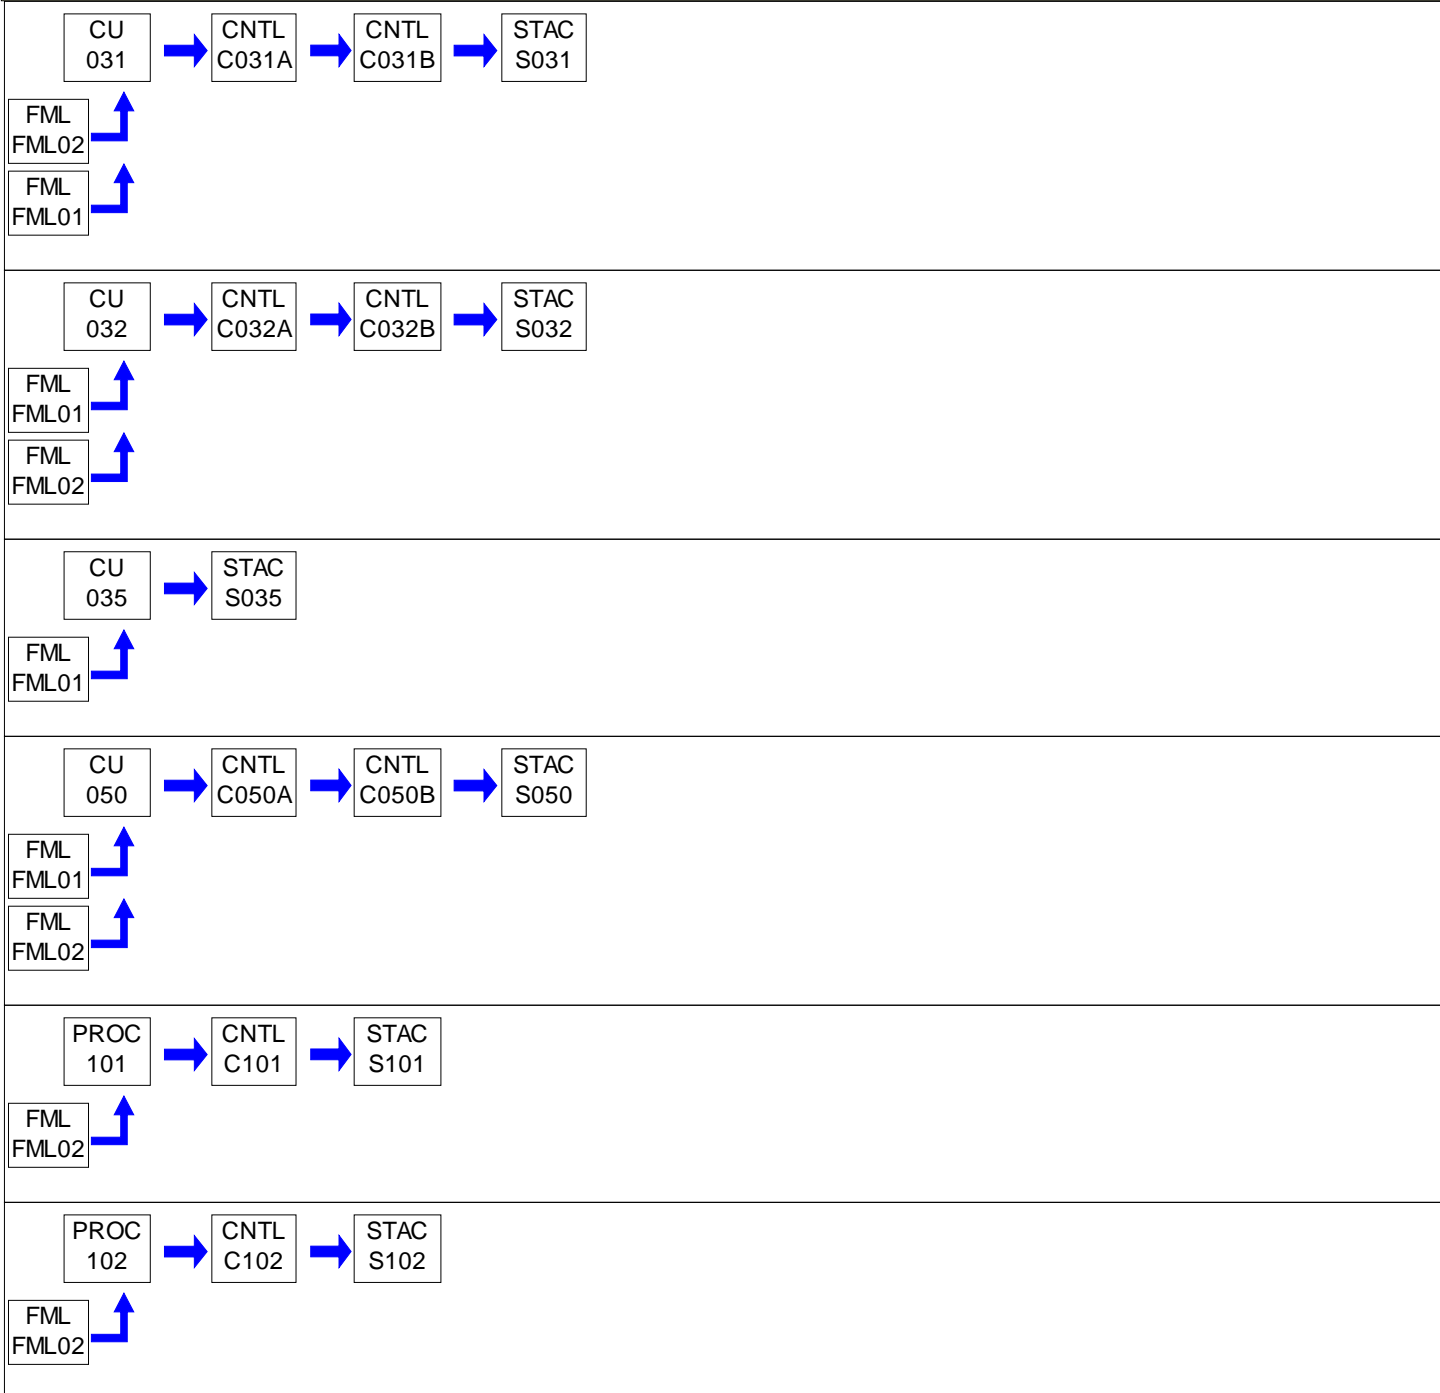 CU
031
CNTL
C031A
CNTL
C031B
STAC
S031
FML
FML02
FML
FML01
CU
032
CNTL
C032A
CNTL
C032B
STAC
S032
FML
FML01
FML
FML02
CU
035
STAC
S035
FML
FML01
CU
050
CNTL
C050A
CNTL
C050B
STAC
S050
FML
FML01
FML
FML02
PROC
101
CNTL
C101
STAC
S101
FML
FML02
PROC
102
CNTL
C102
STAC
S102
FML
FML02